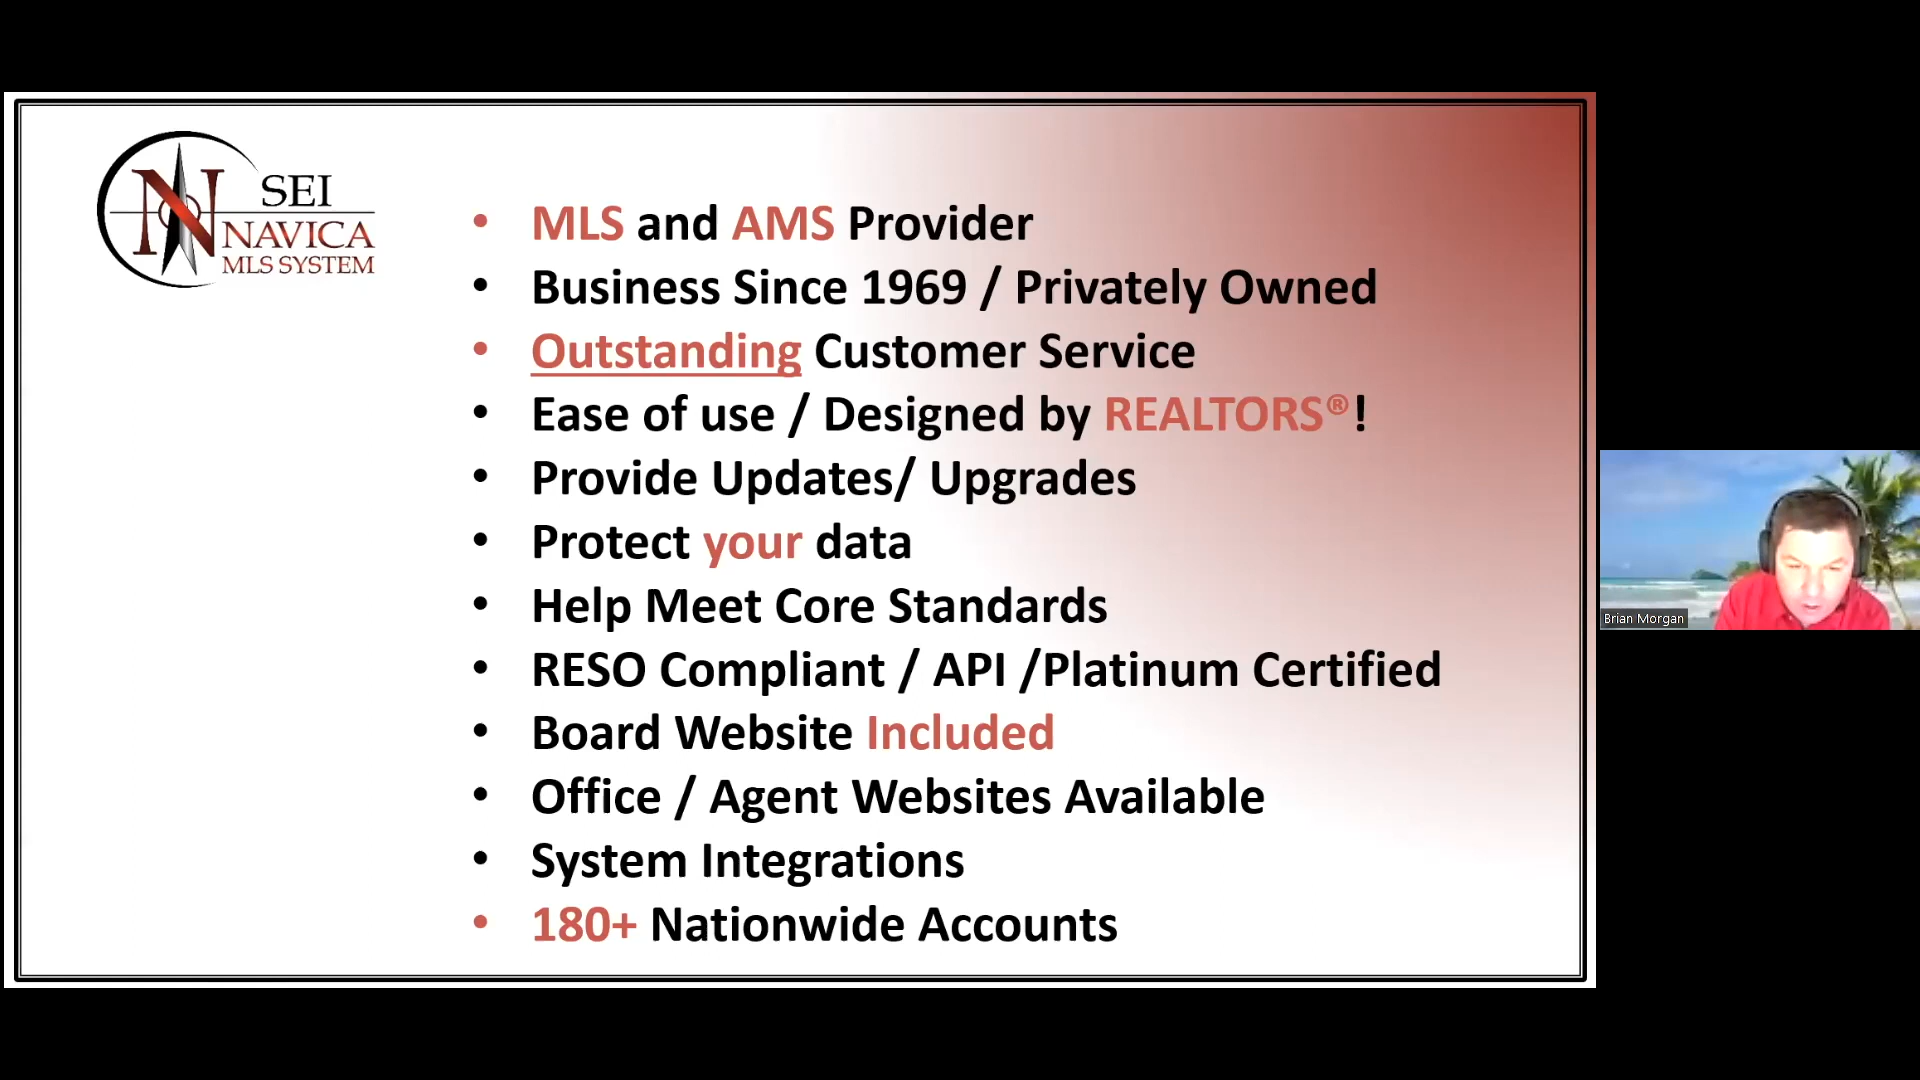 SEI
NAVICA
MLS SYSTEM
• MLS and AMS Provider
• Business Since 1969 / Privately Owned
• Outstanding Customer Service
• Ease of use / Designed by REALTORS®!
• Provide Updates/ Upgrades
• Protect your data
• Help Meet Core Standards
• RESO Compliant / API /Platinum Certified
• Board Website Included
• Office / Agent Websites Available
• System Integrations
• 180+ Nationwide Accounts
Brian Morgan